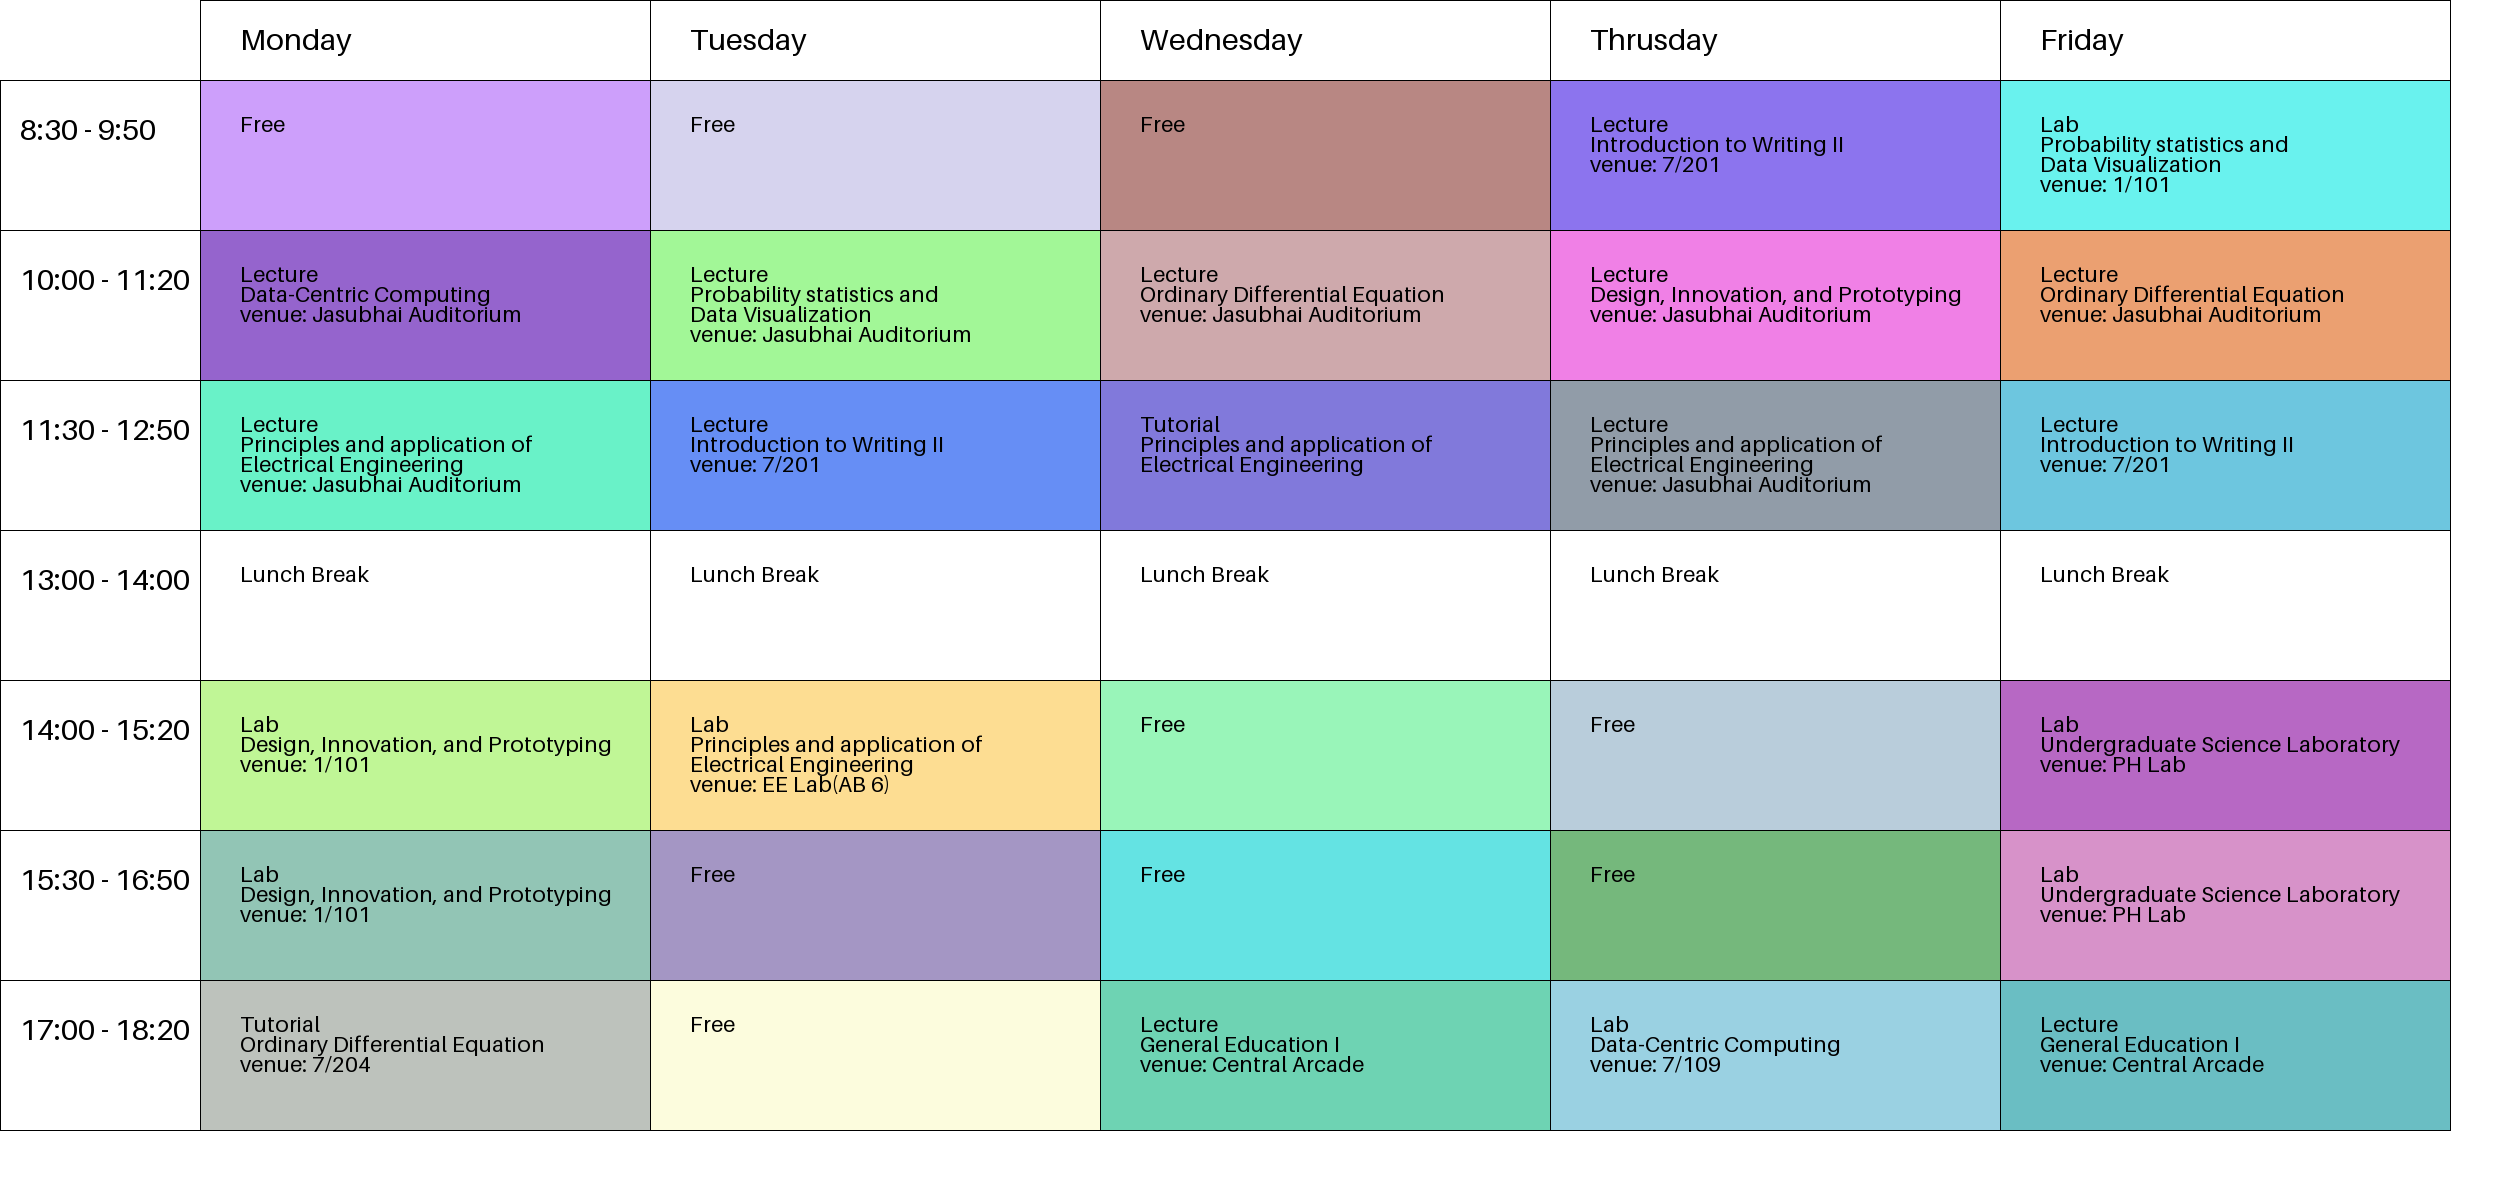 Monday
Tuesday
Wednesday
Thrusday
Friday
8:30 - 9:50
Free
Free
Free
Lecture
Introduction to Writing II
venue: 7/201
Lab
Probability statistics and
Data Visualization
venue: 1/101
10:00 - 11:20
Lecture
Data-Centric Computing
venue: Jasubhai Auditorium
Lecture
Probability statistics and
Data Visualization
venue: Jasubhai Auditorium
Lecture
Ordinary Differential Equation
venue: Jasubhai Auditorium
Lecture
Design, Innovation, and Prototyping
venue: Jasubhai Auditorium
Lecture
Ordinary Differential Equation
venue: Jasubhai Auditorium
11:30 - 12:50
Lecture
Principles and application of
Electrical Engineering
venue: Jasubhai Auditorium
Lecture
Introduction to Writing II
venue: 7/201
Tutorial
Principles and application of
Electrical Engineering
Lecture
Principles and application of
Electrical Engineering
venue: Jasubhai Auditorium
Lecture
Introduction to Writing II
venue: 7/201
13:00 - 14:00
Lunch Break
Lunch Break
Lunch Break
Lunch Break
Lunch Break
14:00 - 15:20
Lab
Design, Innovation, and Prototyping
venue: 1/101
Lab
Principles and application of
Electrical Engineering
venue: EE Lab(AB 6)
Free
Free
Lab
Undergraduate Science Laboratory
venue: PH Lab
15:30 - 16:50
Lab
Design, Innovation, and Prototyping
venue: 1/101
Free
Free
Free
Lab
Undergraduate Science Laboratory
venue: PH Lab
17:00 - 18:20
Tutorial
Ordinary Differential Equation
venue: 7/204
Free
Lecture
General Education I
venue: Central Arcade
Lab
Data-Centric Computing
venue: 7/109
Lecture
General Education I
venue: Central Arcade